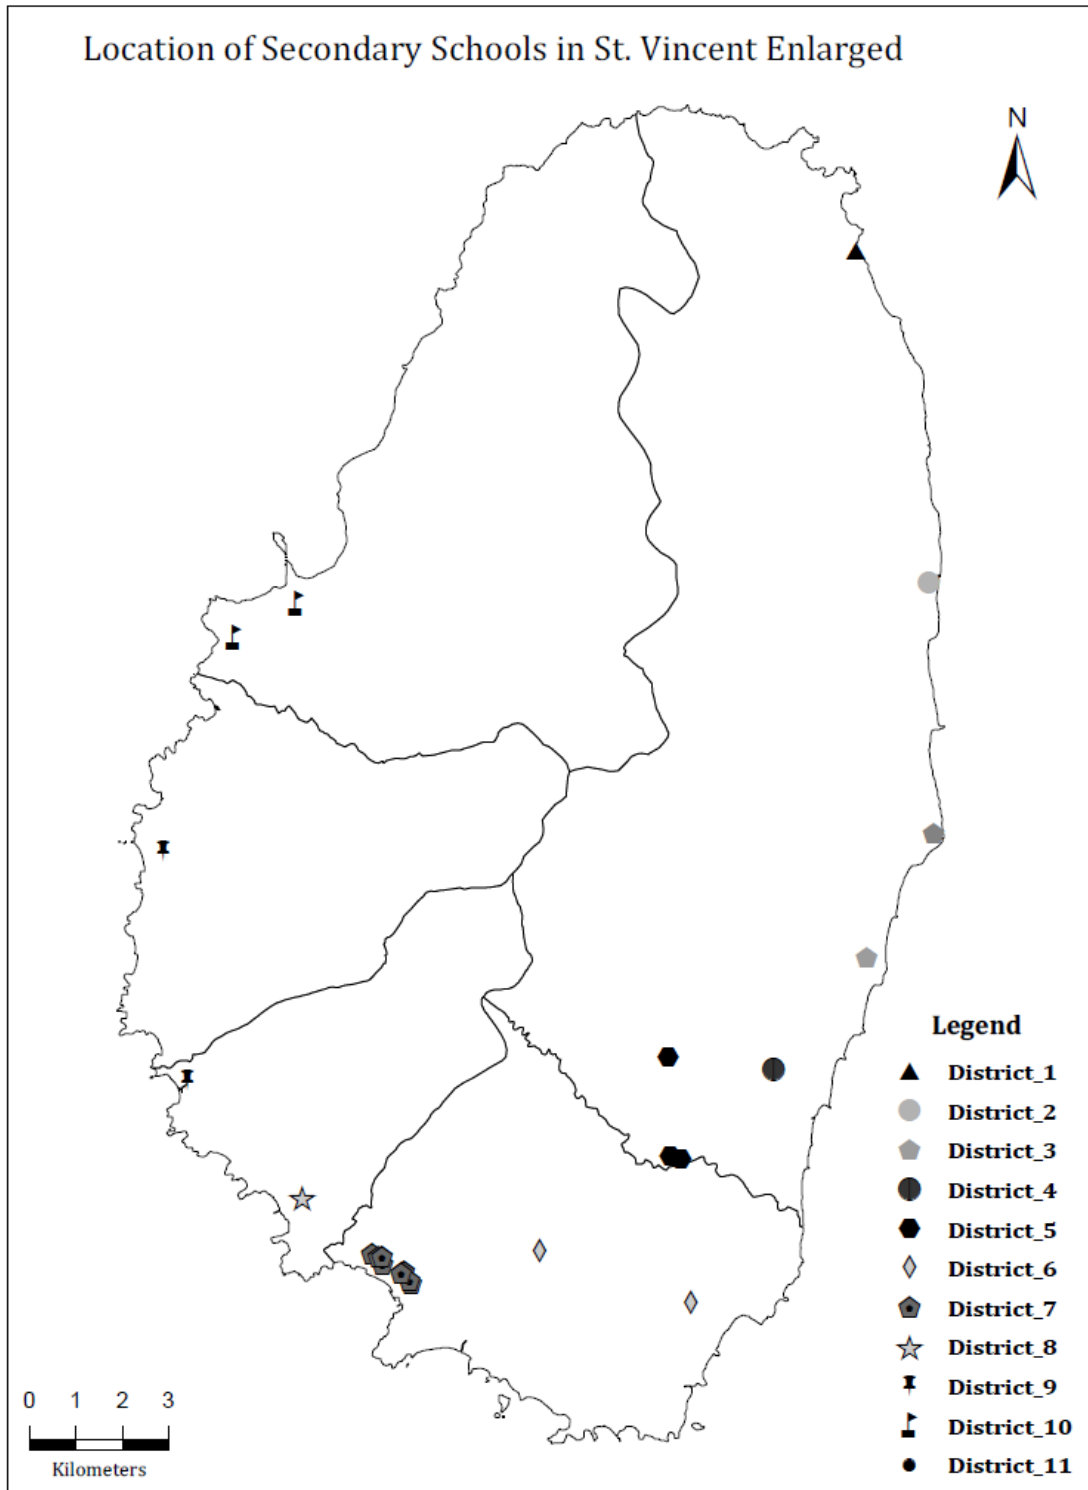 Location of Secondary Schools in St. Vincent Enlarged
N
Legend
District_1
District_2
District_3
District_4
District_5
District_6
District_7
District_8
District_9
District_10
District_11
0 1 2 3
Kilometers